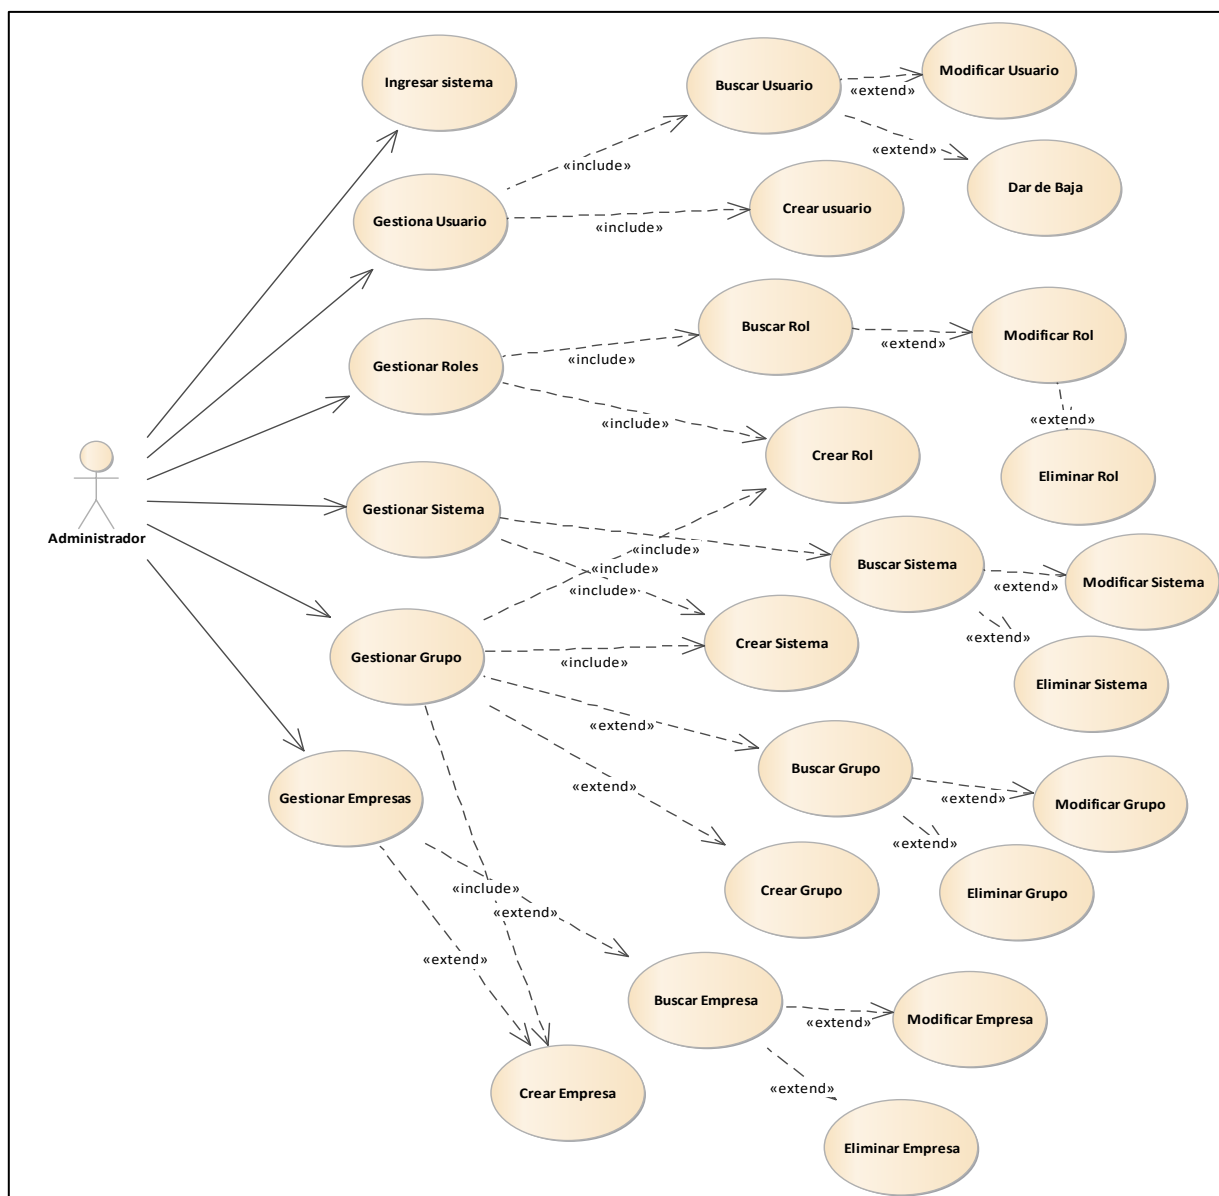 Ingresar sistema
Buscar Usuario
Modificar Usuario
«extend»
«extend»
Dar de Baja
«include»
Gestiona Usuario
Crear usuario
«include»
Gestionar Roles
Buscar Rol
Modificar Rol
«include»
«extend»
«include»
Crear Rol
«extend»
Eliminar Rol
Administrador
Gestionar Sistema
«include»
«include»
«include»
Buscar Sistema
Modificar Sistema
«extend»
«extend»
Eliminar Sistema
Gestionar Grupo
Crear Sistema
«include»
«extend»
«extend»
Buscar Grupo
Modificar Grupo
«extend»
«extend»
Eliminar Grupo
Crear Grupo
Gestionar Empresas
«include»
«extend»
«extend»
Buscar Empresa
Modificar Empresa
«extend»
«extend»
Crear Empresa
Eliminar Empresa